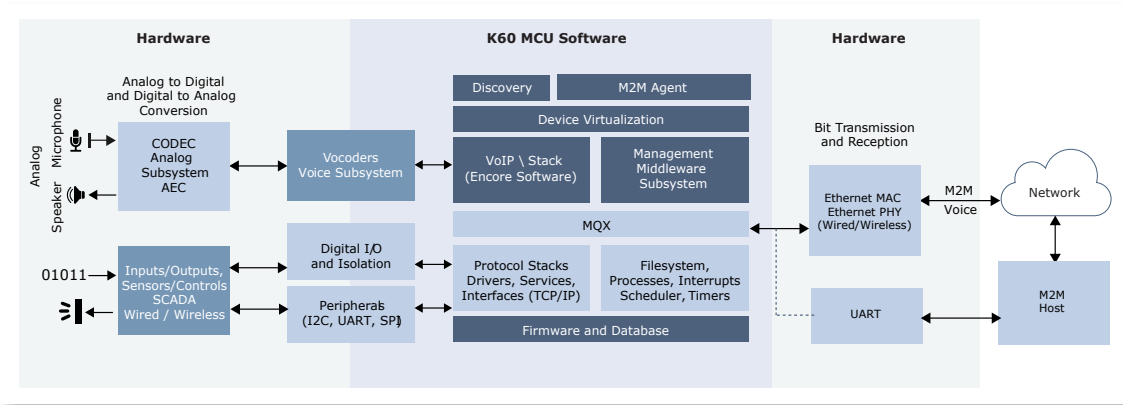 Hardware
K60 MCU Software
Hardware
Analog to Digital
and Digital to Analog
Conversion
Analog
Microphone
Speaker
CODEC
Analog
Subsystem
AEC
Vocoders
Voice Subsystem
Discovery
M2M Agent
Device Virtualization
VoIP \ Stack
(Encore Software)
Management
Middleware
Subsystem
MQX
Bit Transmission
and Reception
Ethernet MAC
Ethernet PHY
(Wired/Wireless)
M2M
Voice
Network
01011
Inputs/Outputs,
Sensors/Controls
SCADA
Wired / Wireless
Digital I/O
and Isolation
Peripherals
(I2C, UART, SPI)
Protocol Stacks
Drivers, Services,
Interfaces (TCP/IP)
Filesystem,
Processes, Interrupts
Scheduler, Timers
Firmware and Database
UART
M2M
Host